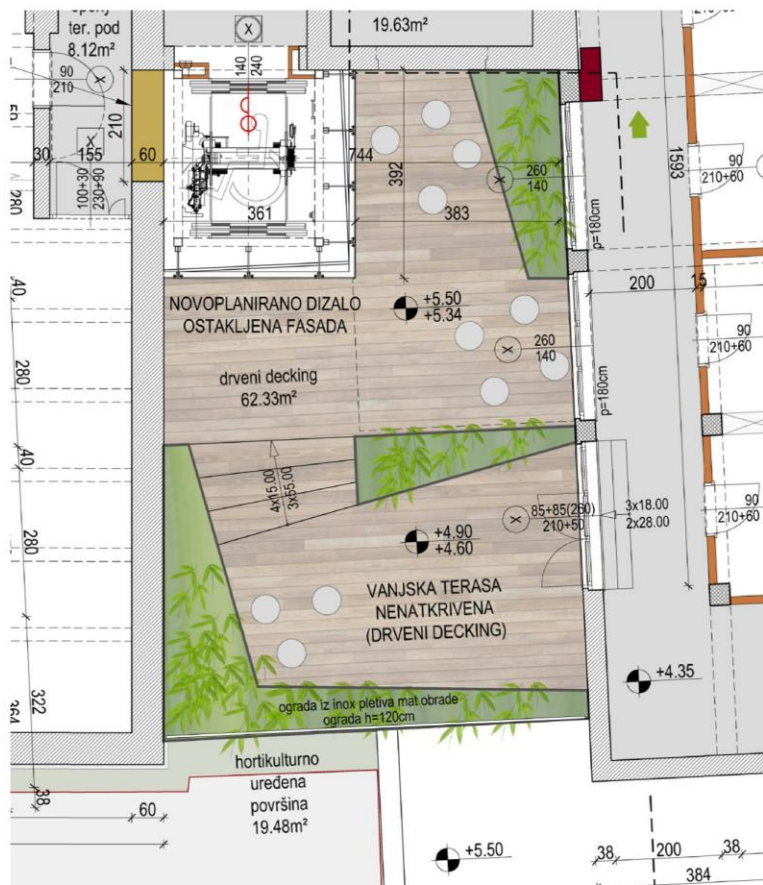 ter. pod
8.12m²
19.63m²
X
140
240
90
210
X
210
30
155
60
744
X
100+30
230+90
280
361
392
383
X
260
140
p=180cm
1593
90
210+60
200
15
NOVOPLANIRANO DIZALO
OSTAKLJENA FASADA
+5.50
+5.34
X
260
140
p=180cm
90
210+60
drveni decking
62.33m²
40
280
40
280
322
364
38
4x15.00
3x55.00
X
85+85(260)
210+50
3x18.00
2x28.00
90
210+60
+4.90
+4.60
VANJSKA TERASA
NENATKRIVENA
(DRVENI DECKING)
+4.35
ograda iz inox pletiva mat obrade
ograda h=120cm
hortikulturno
uređena
površina
19.48m²
60
+5.50
38
200
38
384